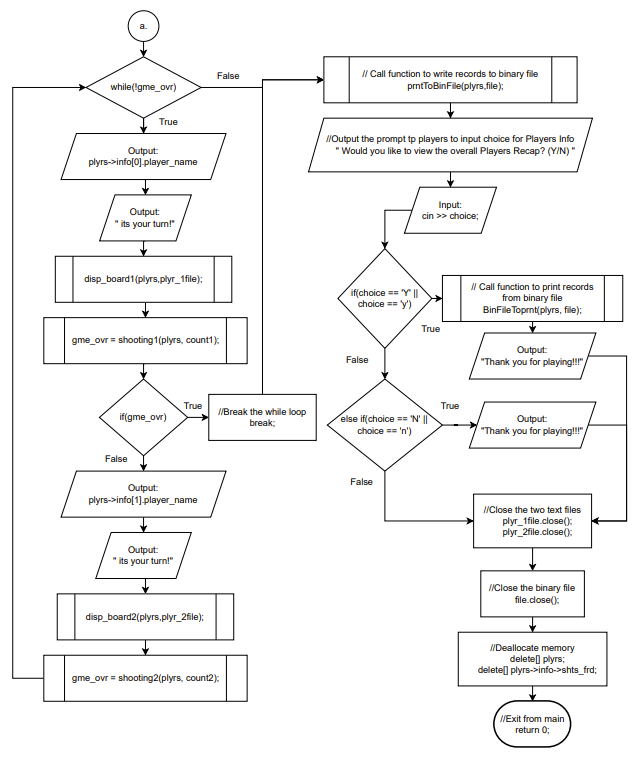 a.
while(!gme_ovr)
False
True
Output:
plyrs->info[0].player_name
Output:
" its your turn!"
disp_board1(plyrs,plyr_1file);
gme_ovr = shooting1(plyrs, count1);
if(gme_ovr)
True
//Break the while loop
break;
False
Output:
plyrs->info[1].player_name
Output:
" its your turn!"
disp_board2(plyrs,plyr_2file);
gme_ovr = shooting2(plyrs, count2);
// Call function to write records to binary file
prntToBinFile(plyrs,file);
//Output the prompt tp players to input choice for Players Info
" Would you like to view the overall Players Recap? (Y/N) "
Input:
cin >> choice;
if(choice == 'Y' ||
choice == 'y')
True
// Call function to print records
from binary file
BinFileToprnt(plyrs, file);
Output:
"Thank you for playing!!!"
False
else if(choice == 'N' ||
choice == 'n')
True
Output:
"Thank you for playing!!!"
False
//Close the two text files
plyr_1file.close();
plyr_2file.close();
//Close the binary file
file.close();
//Deallocate memory
delete[] plyrs;
delete[] plyrs->info->shts_frd;
//Exit from main
return 0;